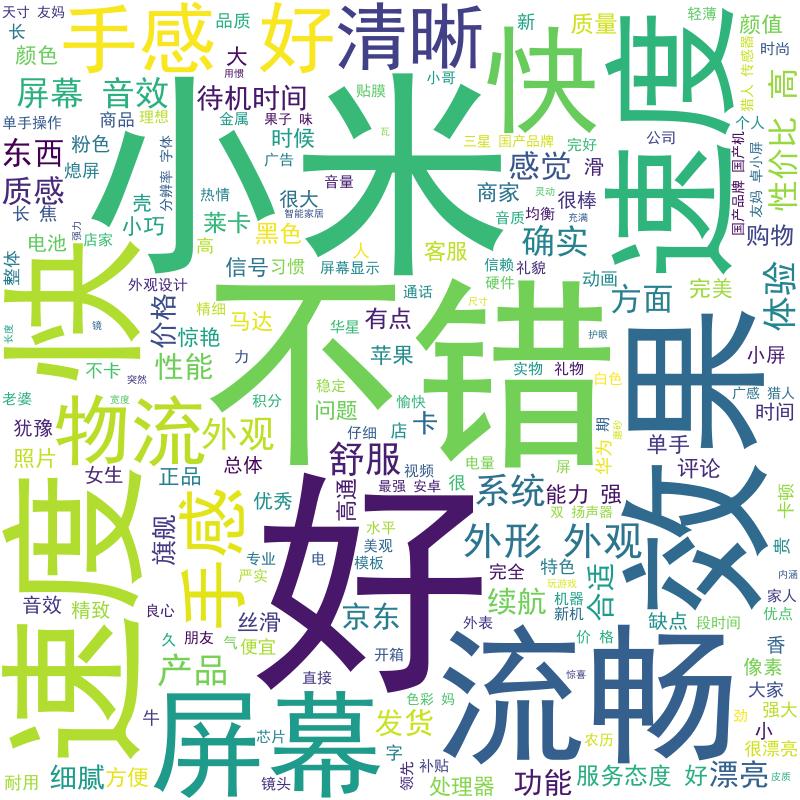 天寸 友妈
手感 好
清晰
品质
新
质量
轻薄
颜值
长
颜色
大
用惯
小哥
快
速度
猎人 传感器
时尚
高
屏幕 音效
待机时间
贴膜
小米
瓦
单手操作
商品
理想
金属
果子 味
三星 国产品牌
完好
公司
个人
性价比
东西
粉色
分辨率 字体
时候
广告
感觉
滑
国产品牌 国产机
友妈 卓小屏
熄屏
质感
热情
音量
商家
很棒
长 焦
壳
小巧
莱卡
很大
智能家居
音质
均衡
灵动
充满
购物
电池
店家
强力
高
黑色
人
客服
信赖
礼貌
确实
整体
快
信号
习惯
屏幕显示
硬件
动画
方面
完美
体验
外观设计
价格
精细
通话
不错
长度
镜
惊艳
马达
华星
有点
护眼
效果
不卡
突然
性能
力
苹果
尺寸
实物
礼物
白色
小屏
老婆
宽度
积分
稳定
问题
愉快
广感 猎人
犹豫
物流
外观
仔细
店
卡
华为
期
磨砂
时间
照片
女生
正品
总体
舒服
视频
电量
屏
单手
评论
速度
手感
优秀
高通
最强 安卓
很
系统
能力 强
卡顿
旗舰
好
水平
双 扬声器
专业
电
美观
模板
外形 外观
贵
严实
完全
特色
玩游戏
合适
内涵
音效
精致
良心
丝滑
京东
续航
机器
新机
家人
久
朋友
气
便宜
开箱
外表
缺点
段时间
优点
产品
直接
流畅
价 格
香
屏幕
色彩 妈
惊喜
像素
大家
牛
芯片
发货
字
农历
劲
强大
小
很漂亮
耐用
细腻
方便
镜头
领先
补贴
处理器
功能
服务态度
好
漂亮
皮质